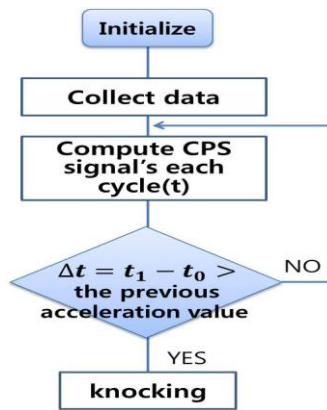 Initialize
Collect data
Compute CPS
signal's each
cycle(t)
Δt = t₁ − t₀ >
the previous
acceleration value
NO
YES
knocking